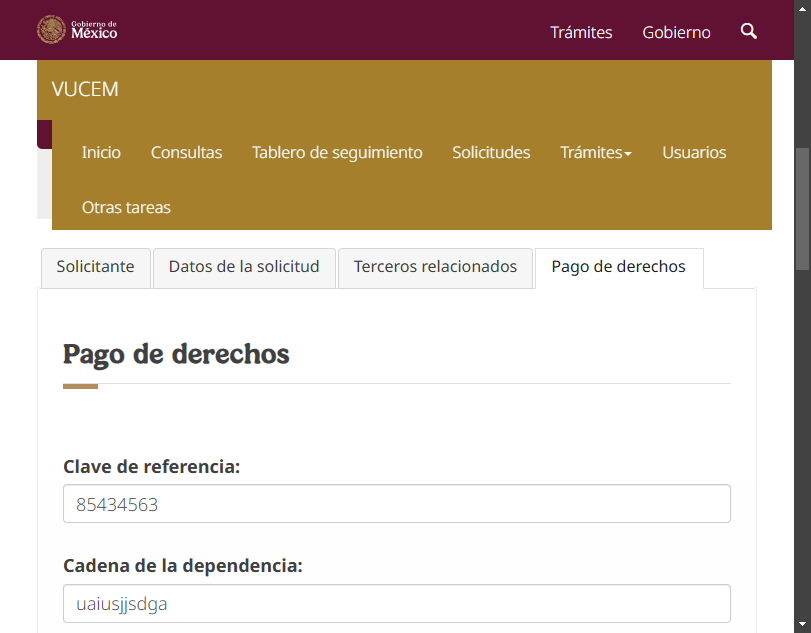 Gobierno de
México
Trámites Gobierno
VUCEM
Inicio Consultas Tablero de seguimiento Solicitudes Trámites Usuarios
Otras tareas
Solicitante Datos de la solicitud Terceros relacionados Pago de derechos
Pago de derechos
Clave de referencia:
85434563
Cadena de la dependencia:
uaiusjjsdga